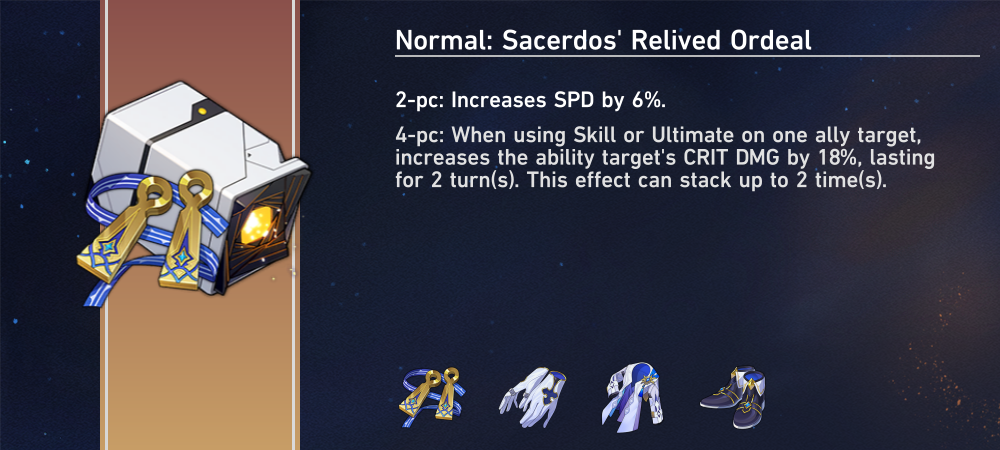 Normal: Sacerdos' Relived Ordeal
2-pc: Increases SPD by 6%.
4-pc: When using Skill or Ultimate on one ally target,
increases the ability target's CRIT DMG by 18%, lasting
for 2 turn(s). This effect can stack up to 2 time(s).